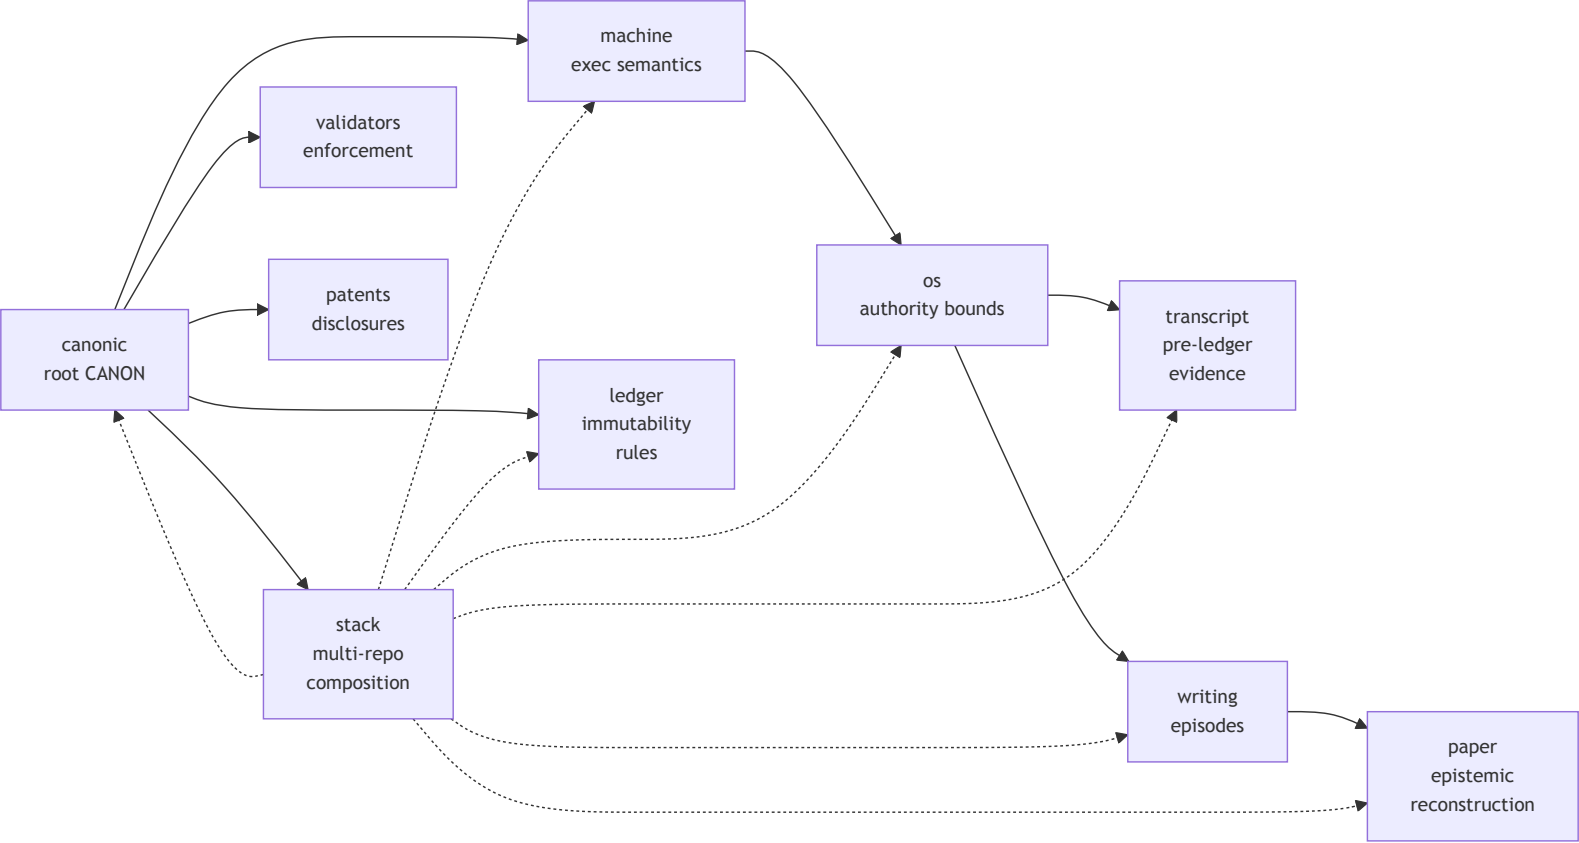 machine
exec semantics
validators
enforcement
patents
disclosures
canonic
root CANON
os
authority bounds
transcript
pre-ledger
evidence
ledger
immutability
rules
stack
multi-repo
composition
writing
episodes
paper
epistemic
reconstruction